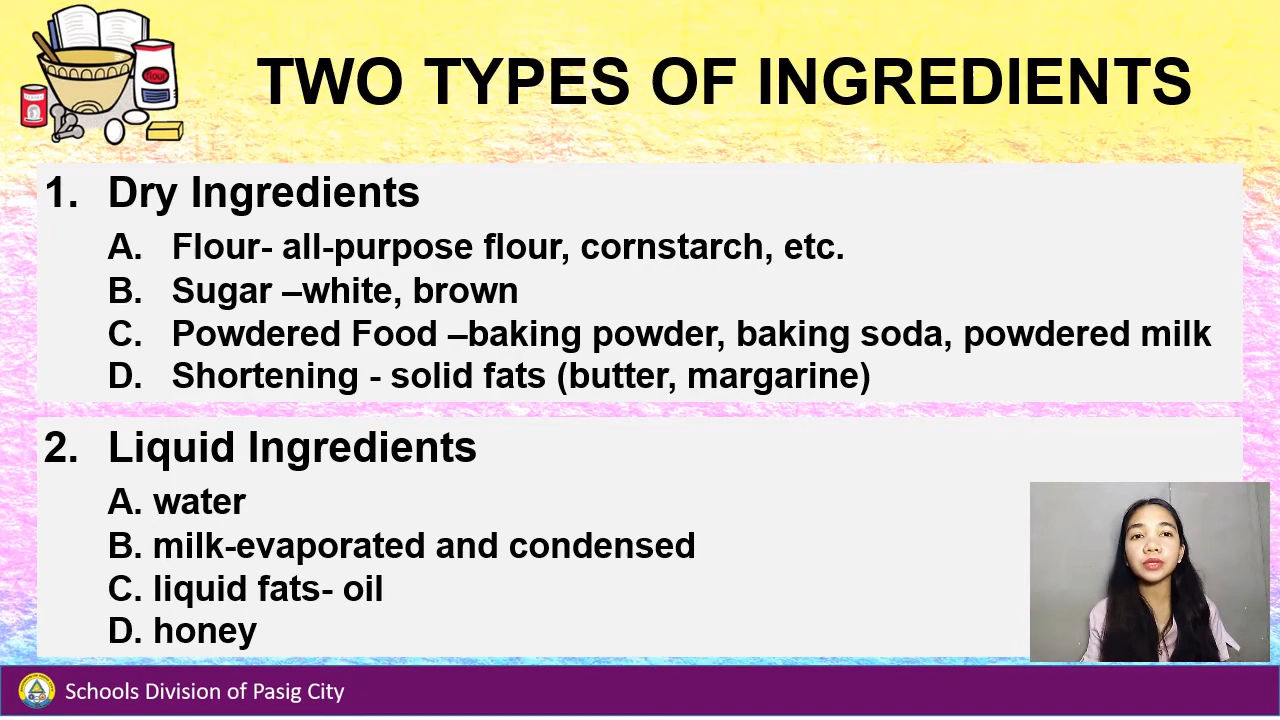 TWO TYPES OF INGREDIENTS
1. Dry Ingredients
A. Flour- all-purpose flour, cornstarch, etc.
B. Sugar –white, brown
C. Powdered Food –baking powder, baking soda, powdered milk
D. Shortening - solid fats (butter, margarine)
2. Liquid Ingredients
A. water
B. milk-evaporated and condensed
C. liquid fats- oil
D. honey
Schools Division of Pasig City
flour